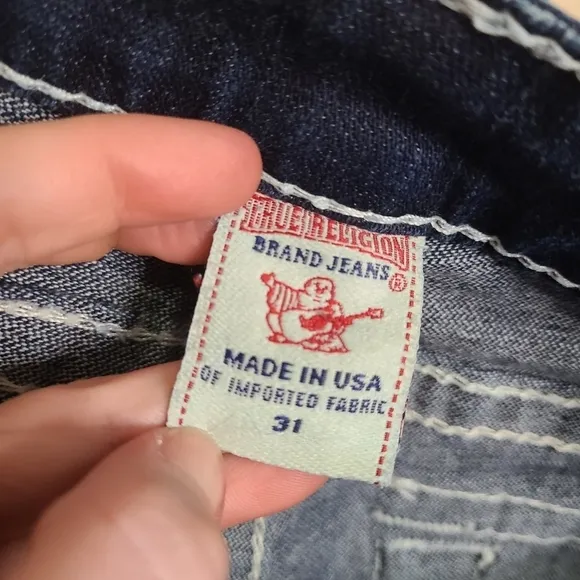 TRUE RELIGION
BRAND JEANS
®
MADE IN USA
OF IMPORTED FABRIC
31